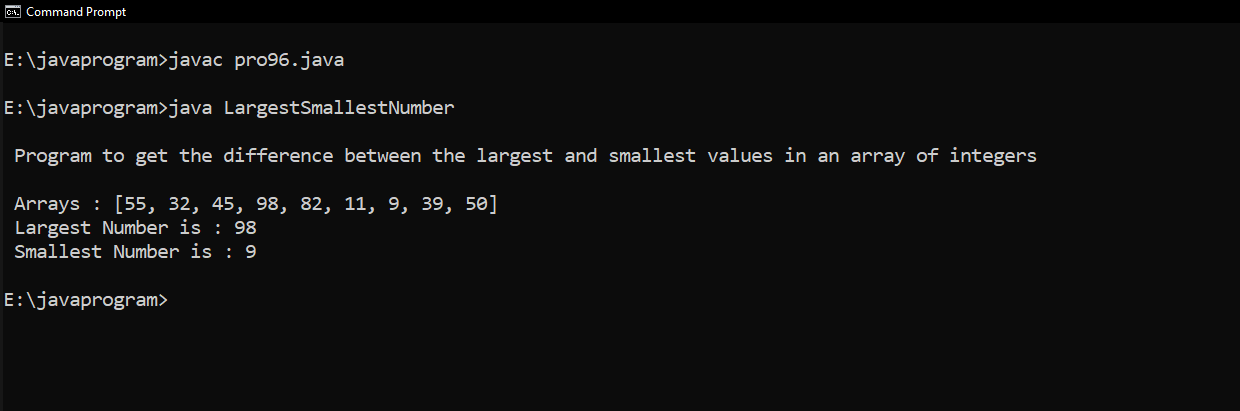 Command Prompt
E:\javaprogram>javac pro96.java
E:\javaprogram>java LargestSmallestNumber
Program to get the difference between the largest and smallest values in an array of integers
Arrays : [55, 32, 45, 98, 82, 11, 9, 39, 50]
Largest Number is : 98
Smallest Number is : 9
E:\javaprogram>